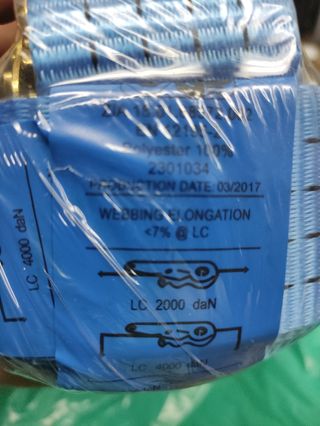 Polyester 100%
2301034
PRODUCTION DATE: 03/2017
WEBBING ELONGATION
<7% @ LC
LC 2000 daN
LC 4000 daN
LC 4000 daN